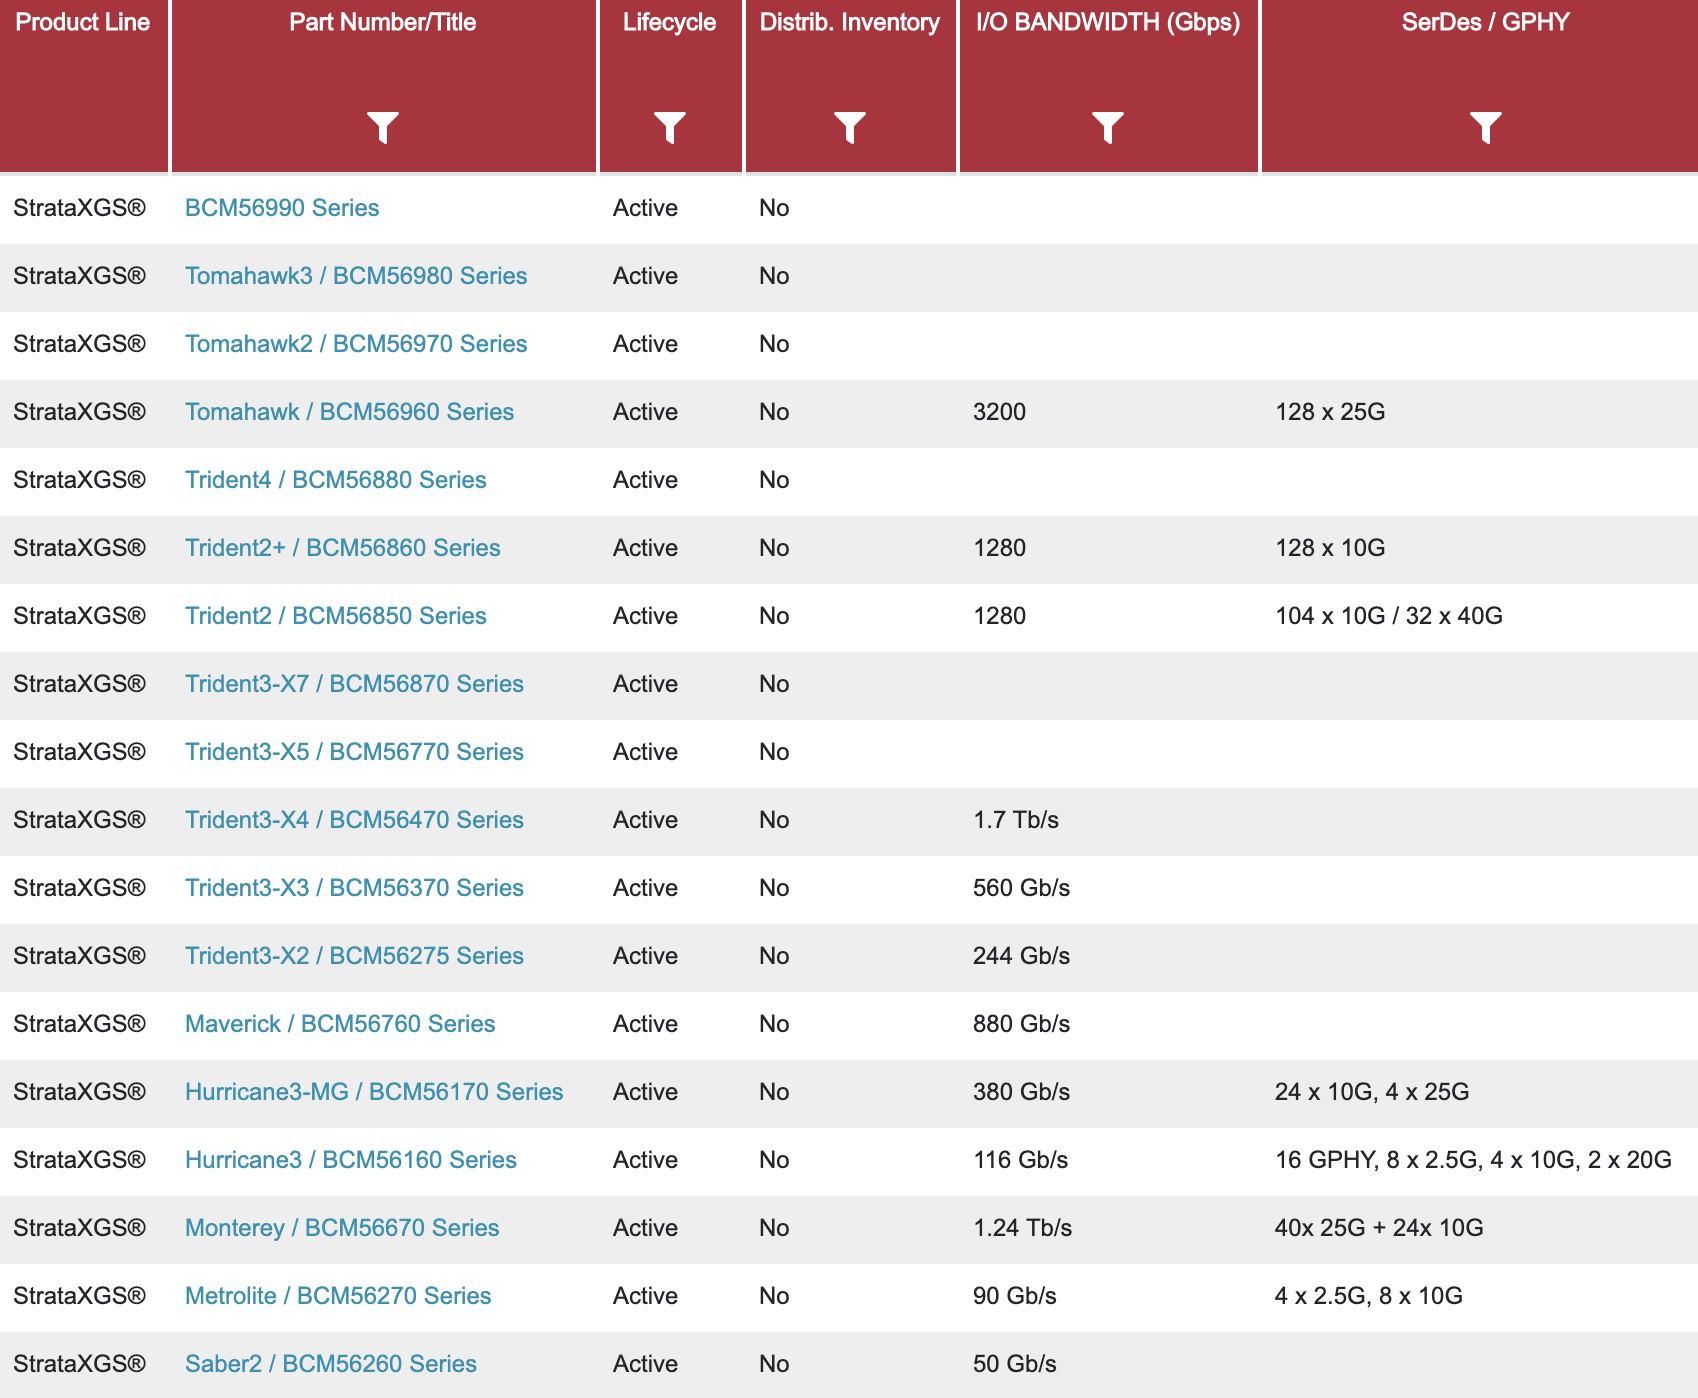 Product Line Part Number/Title Lifecycle Distrib. Inventory I/O BANDWIDTH (Gbps) SerDes / GPHY
StrataXGS® BCM56990 Series Active No
StrataXGS® Tomahawk3 / BCM56980 Series Active No
StrataXGS® Tomahawk2 / BCM56970 Series Active No
StrataXGS® Tomahawk / BCM56960 Series Active No 3200 128 x 25G
StrataXGS® Trident4 / BCM56880 Series Active No
StrataXGS® Trident2+ / BCM56860 Series Active No 1280 128 x 10G
StrataXGS® Trident2 / BCM56850 Series Active No 1280 104 x 10G / 32 x 40G
StrataXGS® Trident3-X7 / BCM56870 Series Active No
StrataXGS® Trident3-X5 / BCM56770 Series Active No
StrataXGS® Trident3-X4 / BCM56470 Series Active No 1.7 Tb/s
StrataXGS® Trident3-X3 / BCM56370 Series Active No 560 Gb/s
StrataXGS® Trident3-X2 / BCM56275 Series Active No 244 Gb/s
StrataXGS® Maverick / BCM56760 Series Active No 880 Gb/s
StrataXGS® Hurricane3-MG / BCM56170 Series Active No 380 Gb/s 24 x 10G, 4 x 25G
StrataXGS® Hurricane3 / BCM56160 Series Active No 116 Gb/s 16 GPHY, 8 x 2.5G, 4 x 10G, 2 x 20G
StrataXGS® Monterey / BCM56670 Series Active No 1.24 Tb/s 40x 25G + 24x 10G
StrataXGS® Metrolite / BCM56270 Series Active No 90 Gb/s 4 x 2.5G, 8 x 10G
StrataXGS® Saber2 / BCM56260 Series Active No 50 Gb/s